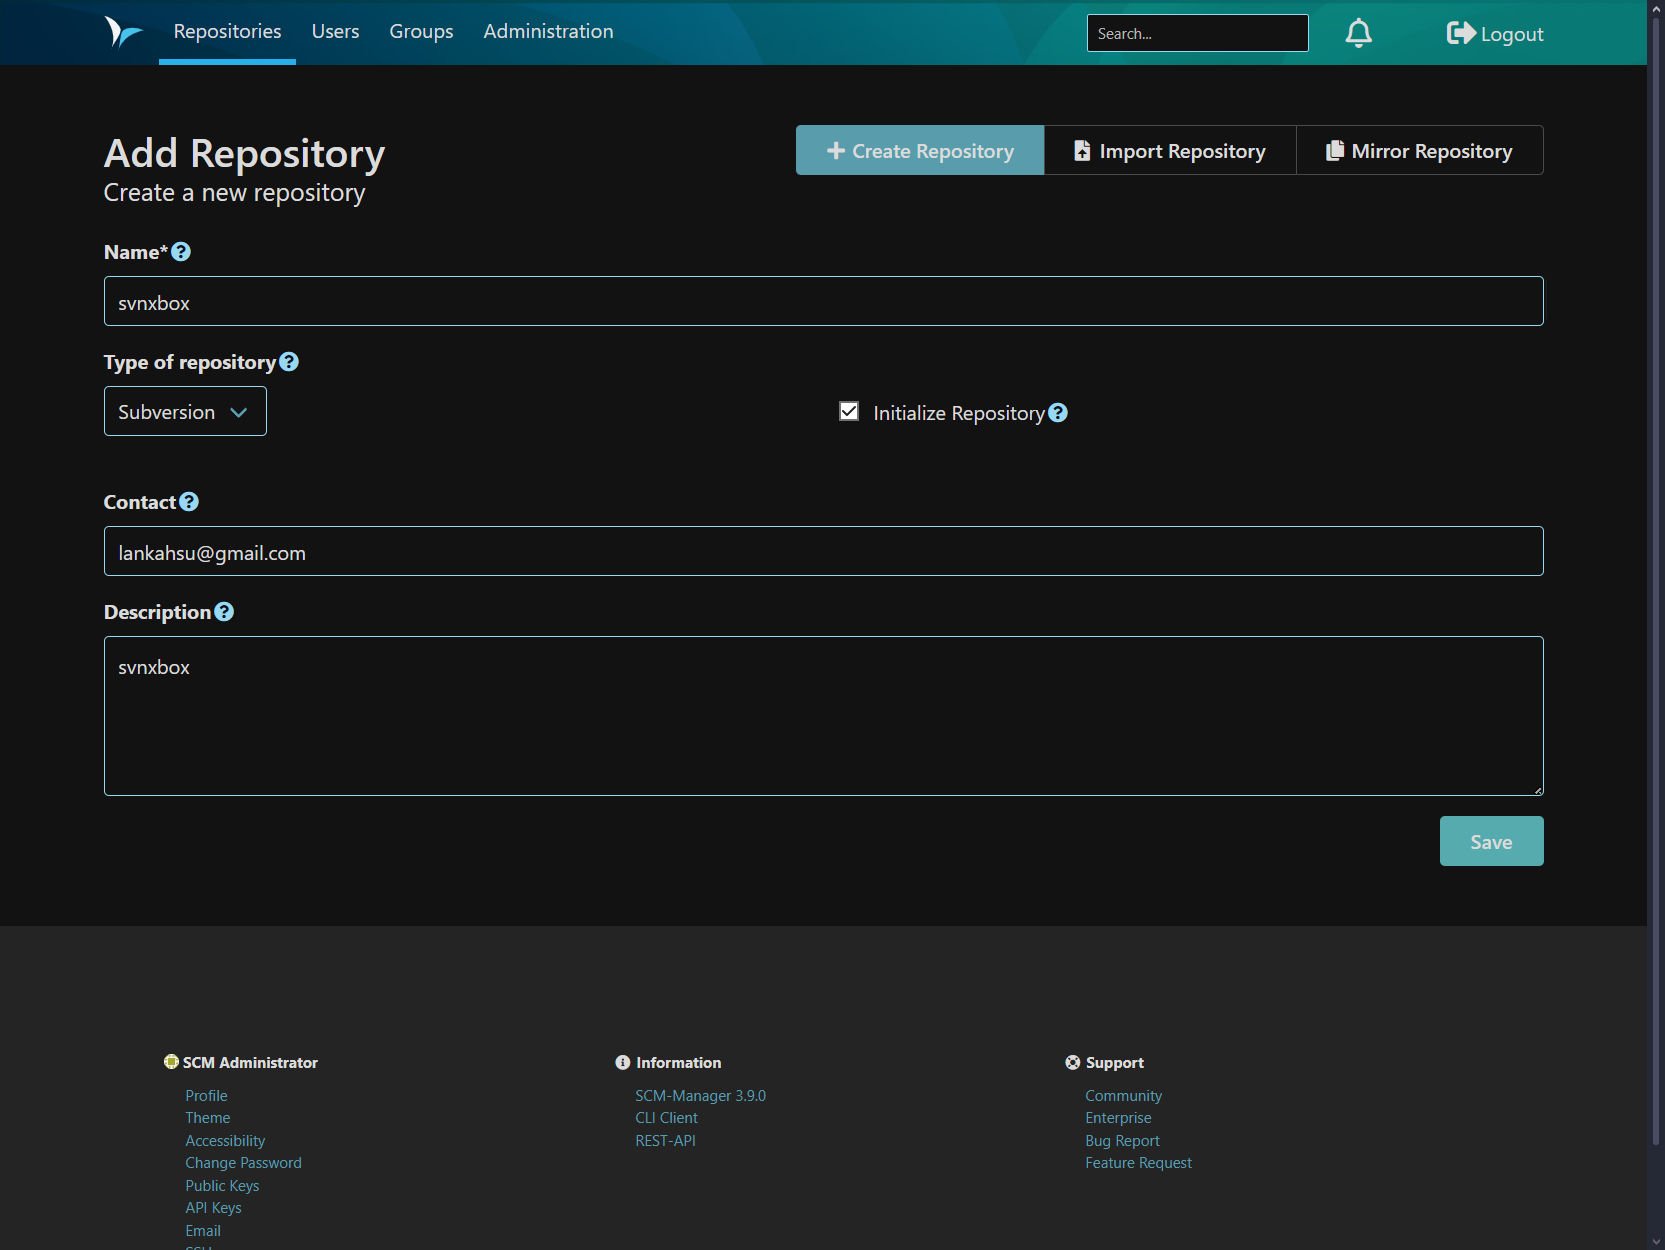 Repositories Users Groups Administration Search... Logout
Add Repository
Create a new repository
Create Repository Import Repository Mirror Repository
Name*
svnxbox
Type of repository
Subversion
Initialize Repository
Contact
lankahsu@gmail.com
Description
svnxbox
Save
SCM Administrator
Profile
Theme
Accessibility
Change Password
Public Keys
API Keys
Email
Information
SCM-Manager 3.9.0
CLI Client
REST-API
Support
Community
Enterprise
Bug Report
Feature Request